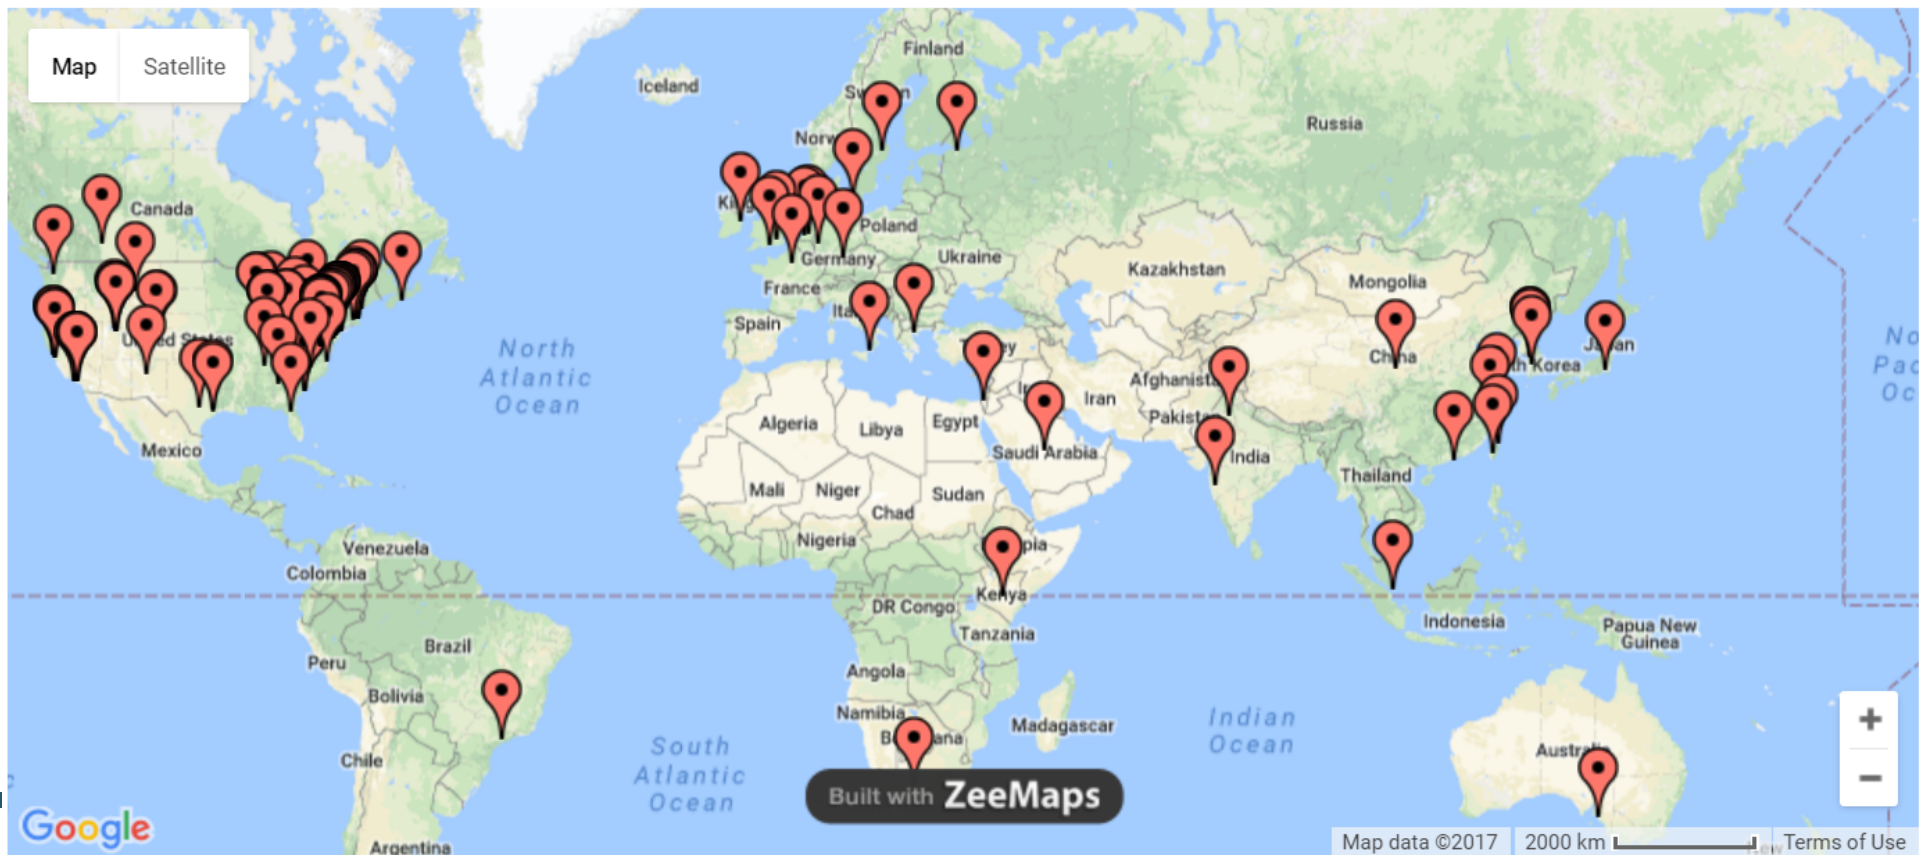 Map Satellite
Finland
Iceland
Russia
Canada
Poland
Germany
Ukraine
Kazakhstan
Mongolia
France
Spain
China
North
Atlantic
Ocean
Iran
Algeria
Libya
Egypt
Saudi Arabia
India
Mexico
Thailand
Mali
Niger
Sudan
Chad
Nigeria
Venezuela
Colombia
Kenya
DR Congo
Indonesia
Papua New
Guinea
Tanzania
Brazil
Peru
Angola
Bolivia
Namibia
Madagascar
Indian
Ocean
South
Atlantic
Ocean
Chile
Built with ZeeMaps
Google
Argentina
Map data ©2017
2000 km
Terms of Use